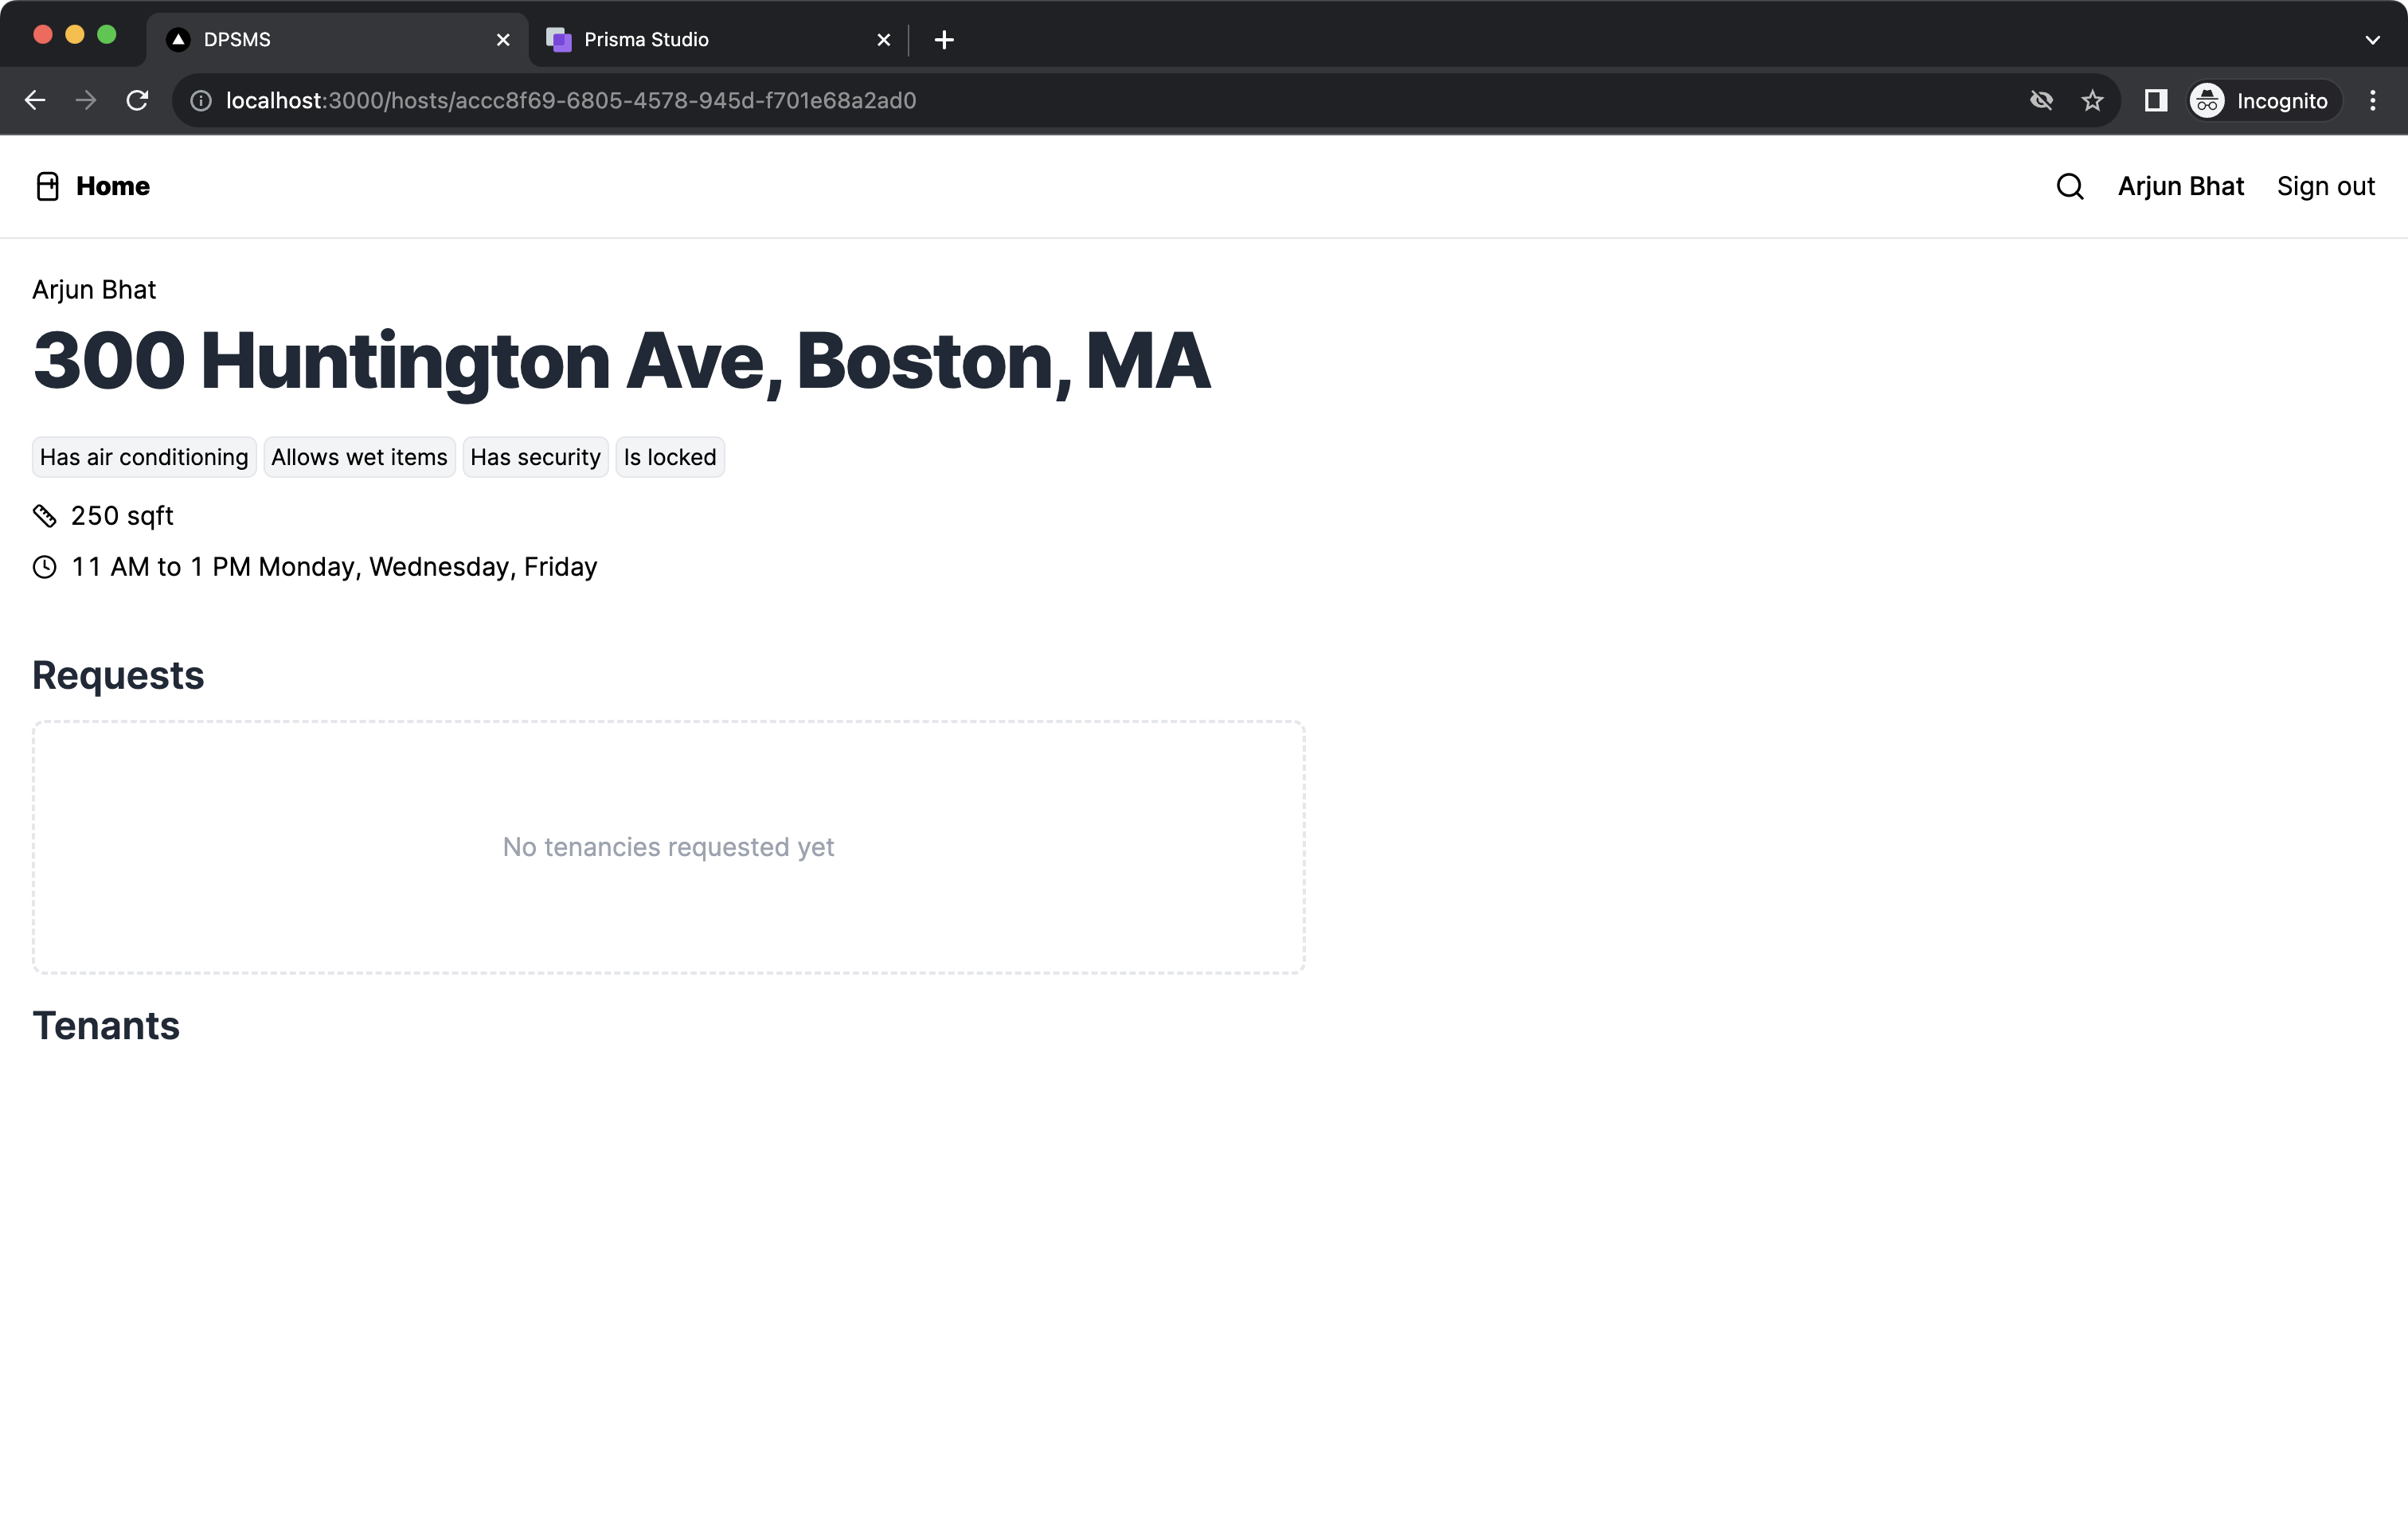 DPSMS
Prisma Studio
localhost:3000/hosts/accc8f69-6805-4578-945d-f701e68a2ad0
Incognito
Home
Arjun Bhat
Sign out
Arjun Bhat
300 Huntington Ave, Boston, MA
Has air conditioning
Allows wet items
Has security
Is locked
250 sqft
11 AM to 1 PM Monday, Wednesday, Friday
Requests
No tenancies requested yet
Tenants